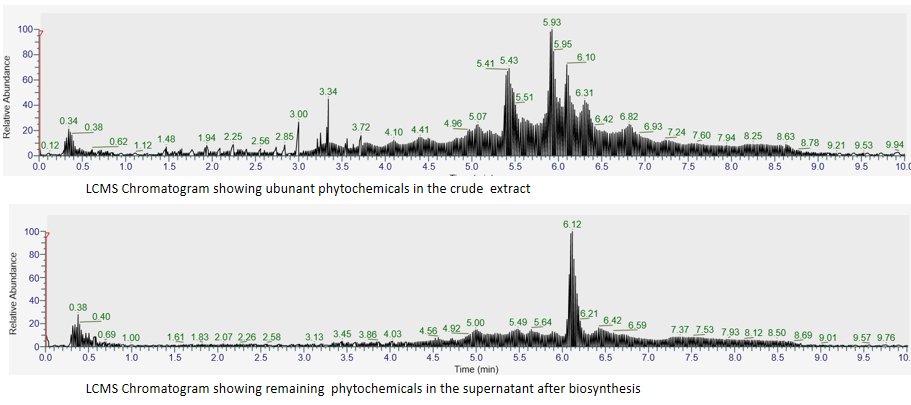 5.93
100
5.95
80
5.41 5.43 6.10
60
Relative Abundance
3.34
5.51 6.31
40
3.00
0.34 4.96 5.07 6.42 6.82
20
0.38 3.72 4.10 4.41 6.93
0.12 0.62 1.12 1.48 1.94 2.25 2.56 2.85 7.24 7.60 7.94 8.25 8.63 8.78 9.21 9.53 9.94
0
0.0 0.5 1.0 1.5 2.0 2.5 3.0 3.5 4.0 4.5 5.0 5.5 6.0 6.5 7.0 7.5 8.0 8.5 9.0 9.5 10.0
LCMS Chromatogram showing ubunant phytochemicals in the crude extract
6.12
100
80
60
Relative Abundance
40
0.38
0.40
20
6.21 6.42
0.69 1.00 1.61 1.83 2.07 2.26 2.58 3.13 3.45 3.86 4.03 4.56 4.92 5.00 5.49 5.64 6.59 7.37 7.53 7.93 8.12 8.50 8.69 9.01 9.57 9.76
0
0.0 0.5 1.0 1.5 2.0 2.5 3.0 3.5 4.0 4.5 5.0 5.5 6.0 6.5 7.0 7.5 8.0 8.5 9.0 9.5 10.0
Time (min)
LCMS Chromatogram showing remaining phytochemicals in the supernatant after biosynthesis